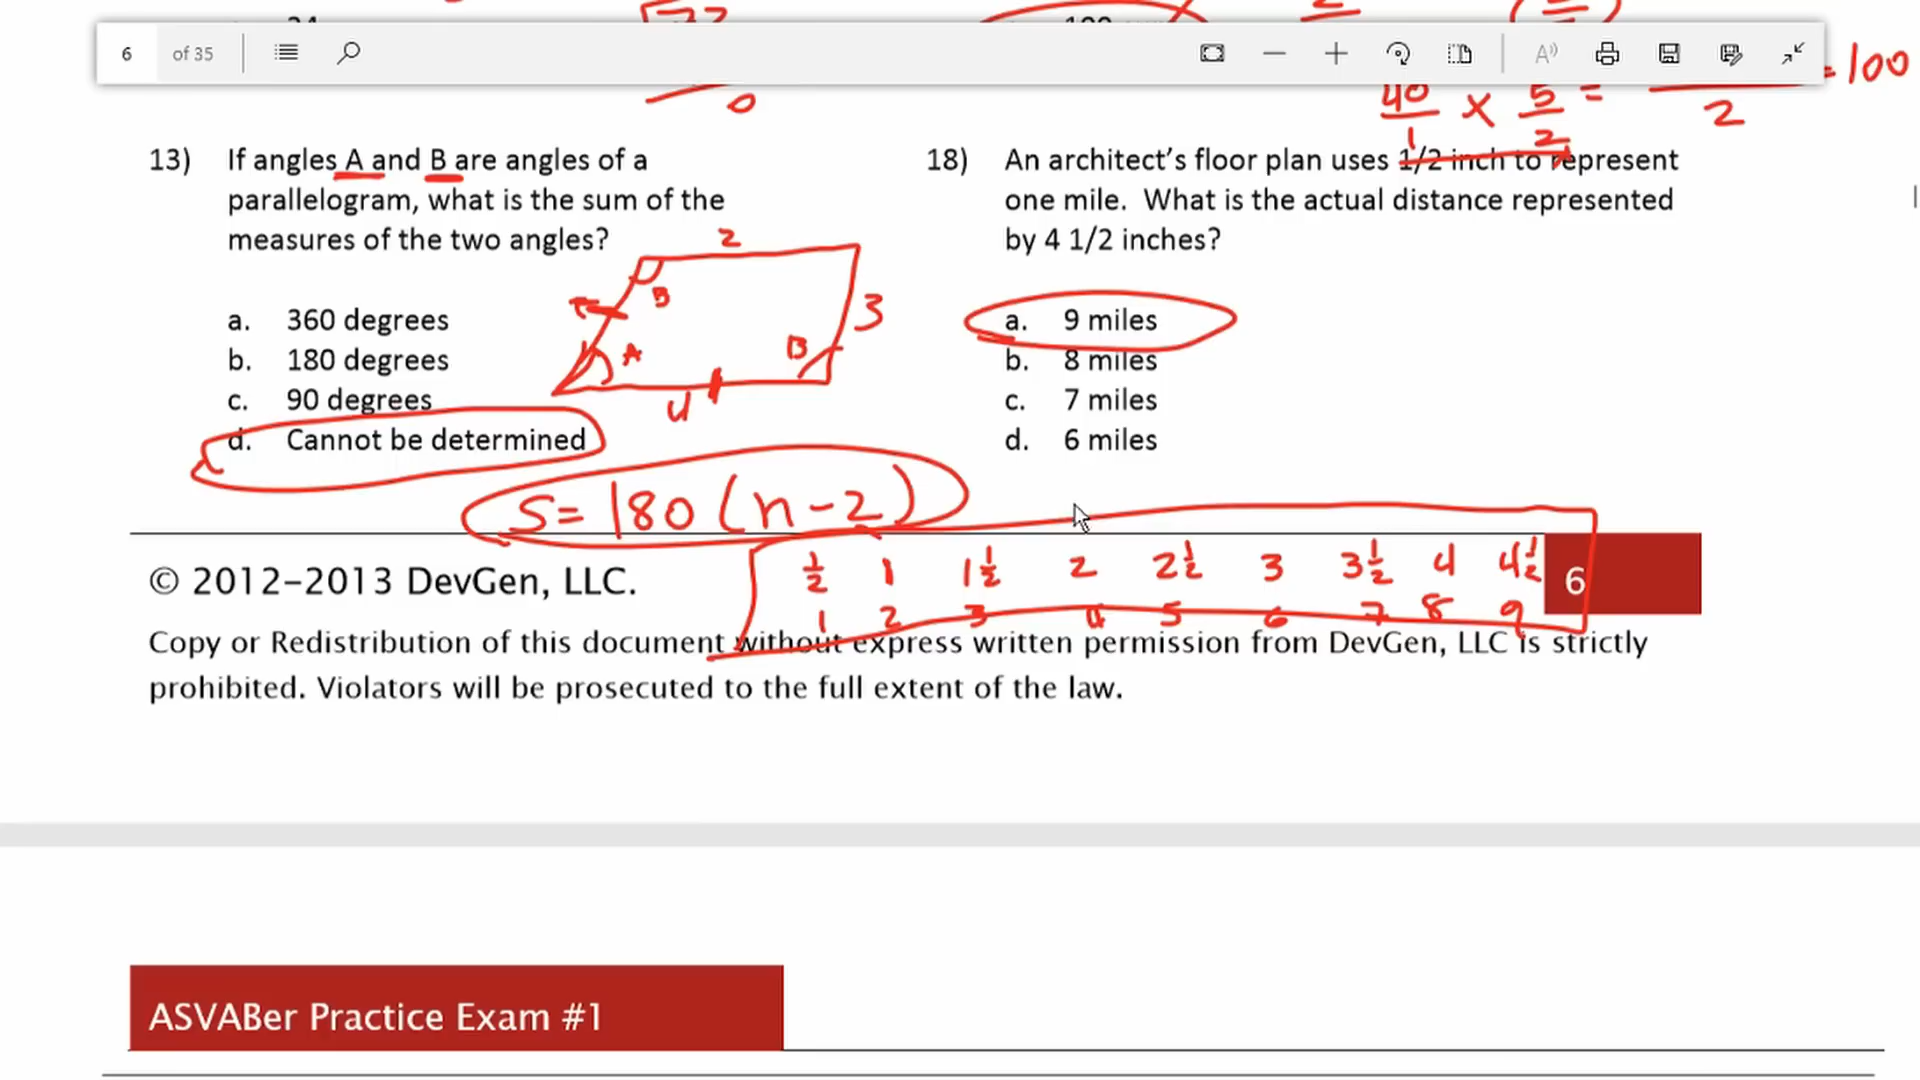 6 of 35
= 100
0
40/1 x 5/2 =
2
13) If angles A and B are angles of a
parallelogram, what is the sum of the
measures of the two angles?
a. 360 degrees
b. 180 degrees
c. 90 degrees
d. Cannot be determined
2
B
3
A
B
4
S= 180 (n-2)
18) An architect’s floor plan uses 1/2 inch to represent
one mile. What is the actual distance represented
by 4 1/2 inches?
a. 9 miles
b. 8 miles
c. 7 miles
d. 6 miles
½ 1 1½ 2 2½ 3 3½ 4 4½
1 2 3 4 5 6 7 8 9
© 2012-2013 DevGen, LLC.
6
Copy or Redistribution of this document without express written permission from DevGen, LLC is strictly
prohibited. Violators will be prosecuted to the full extent of the law.
ASVABer Practice Exam #1